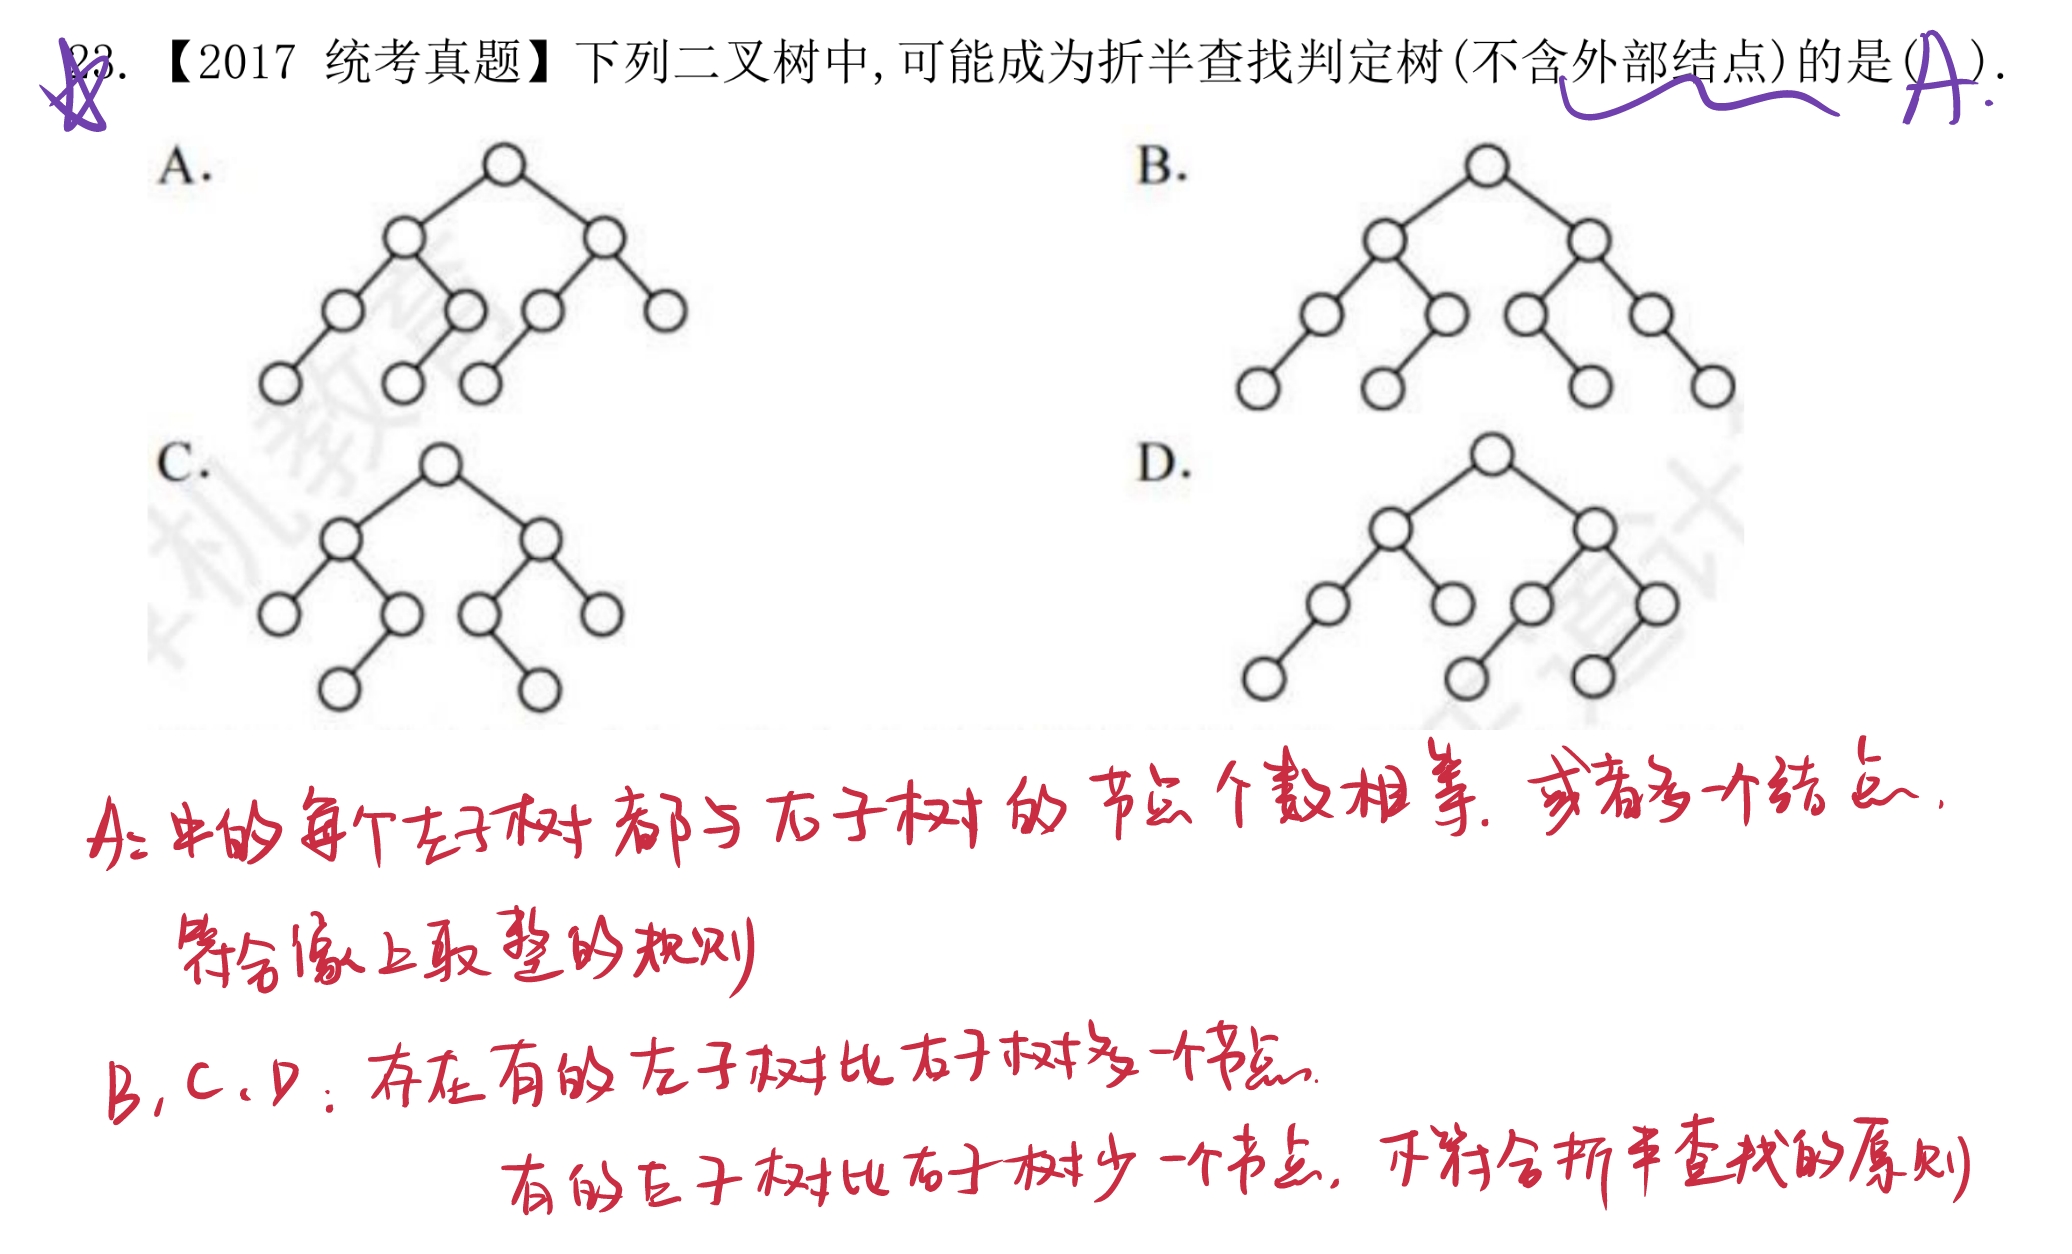 23. 【2017 统考真题】下列二叉树中,可能成为折半查找判定树(不含外部结点)的是( A. ).
A.
B.
C.
D.
A: 中的每个左子树都与右子树的节点个数相等. 或者多一个结点.
符合像上取整的规则
B, C、D: 存在有的左子树比右子树多一个节点.
有的左子树比右子树少一个节点, 不符合折半查找的原则